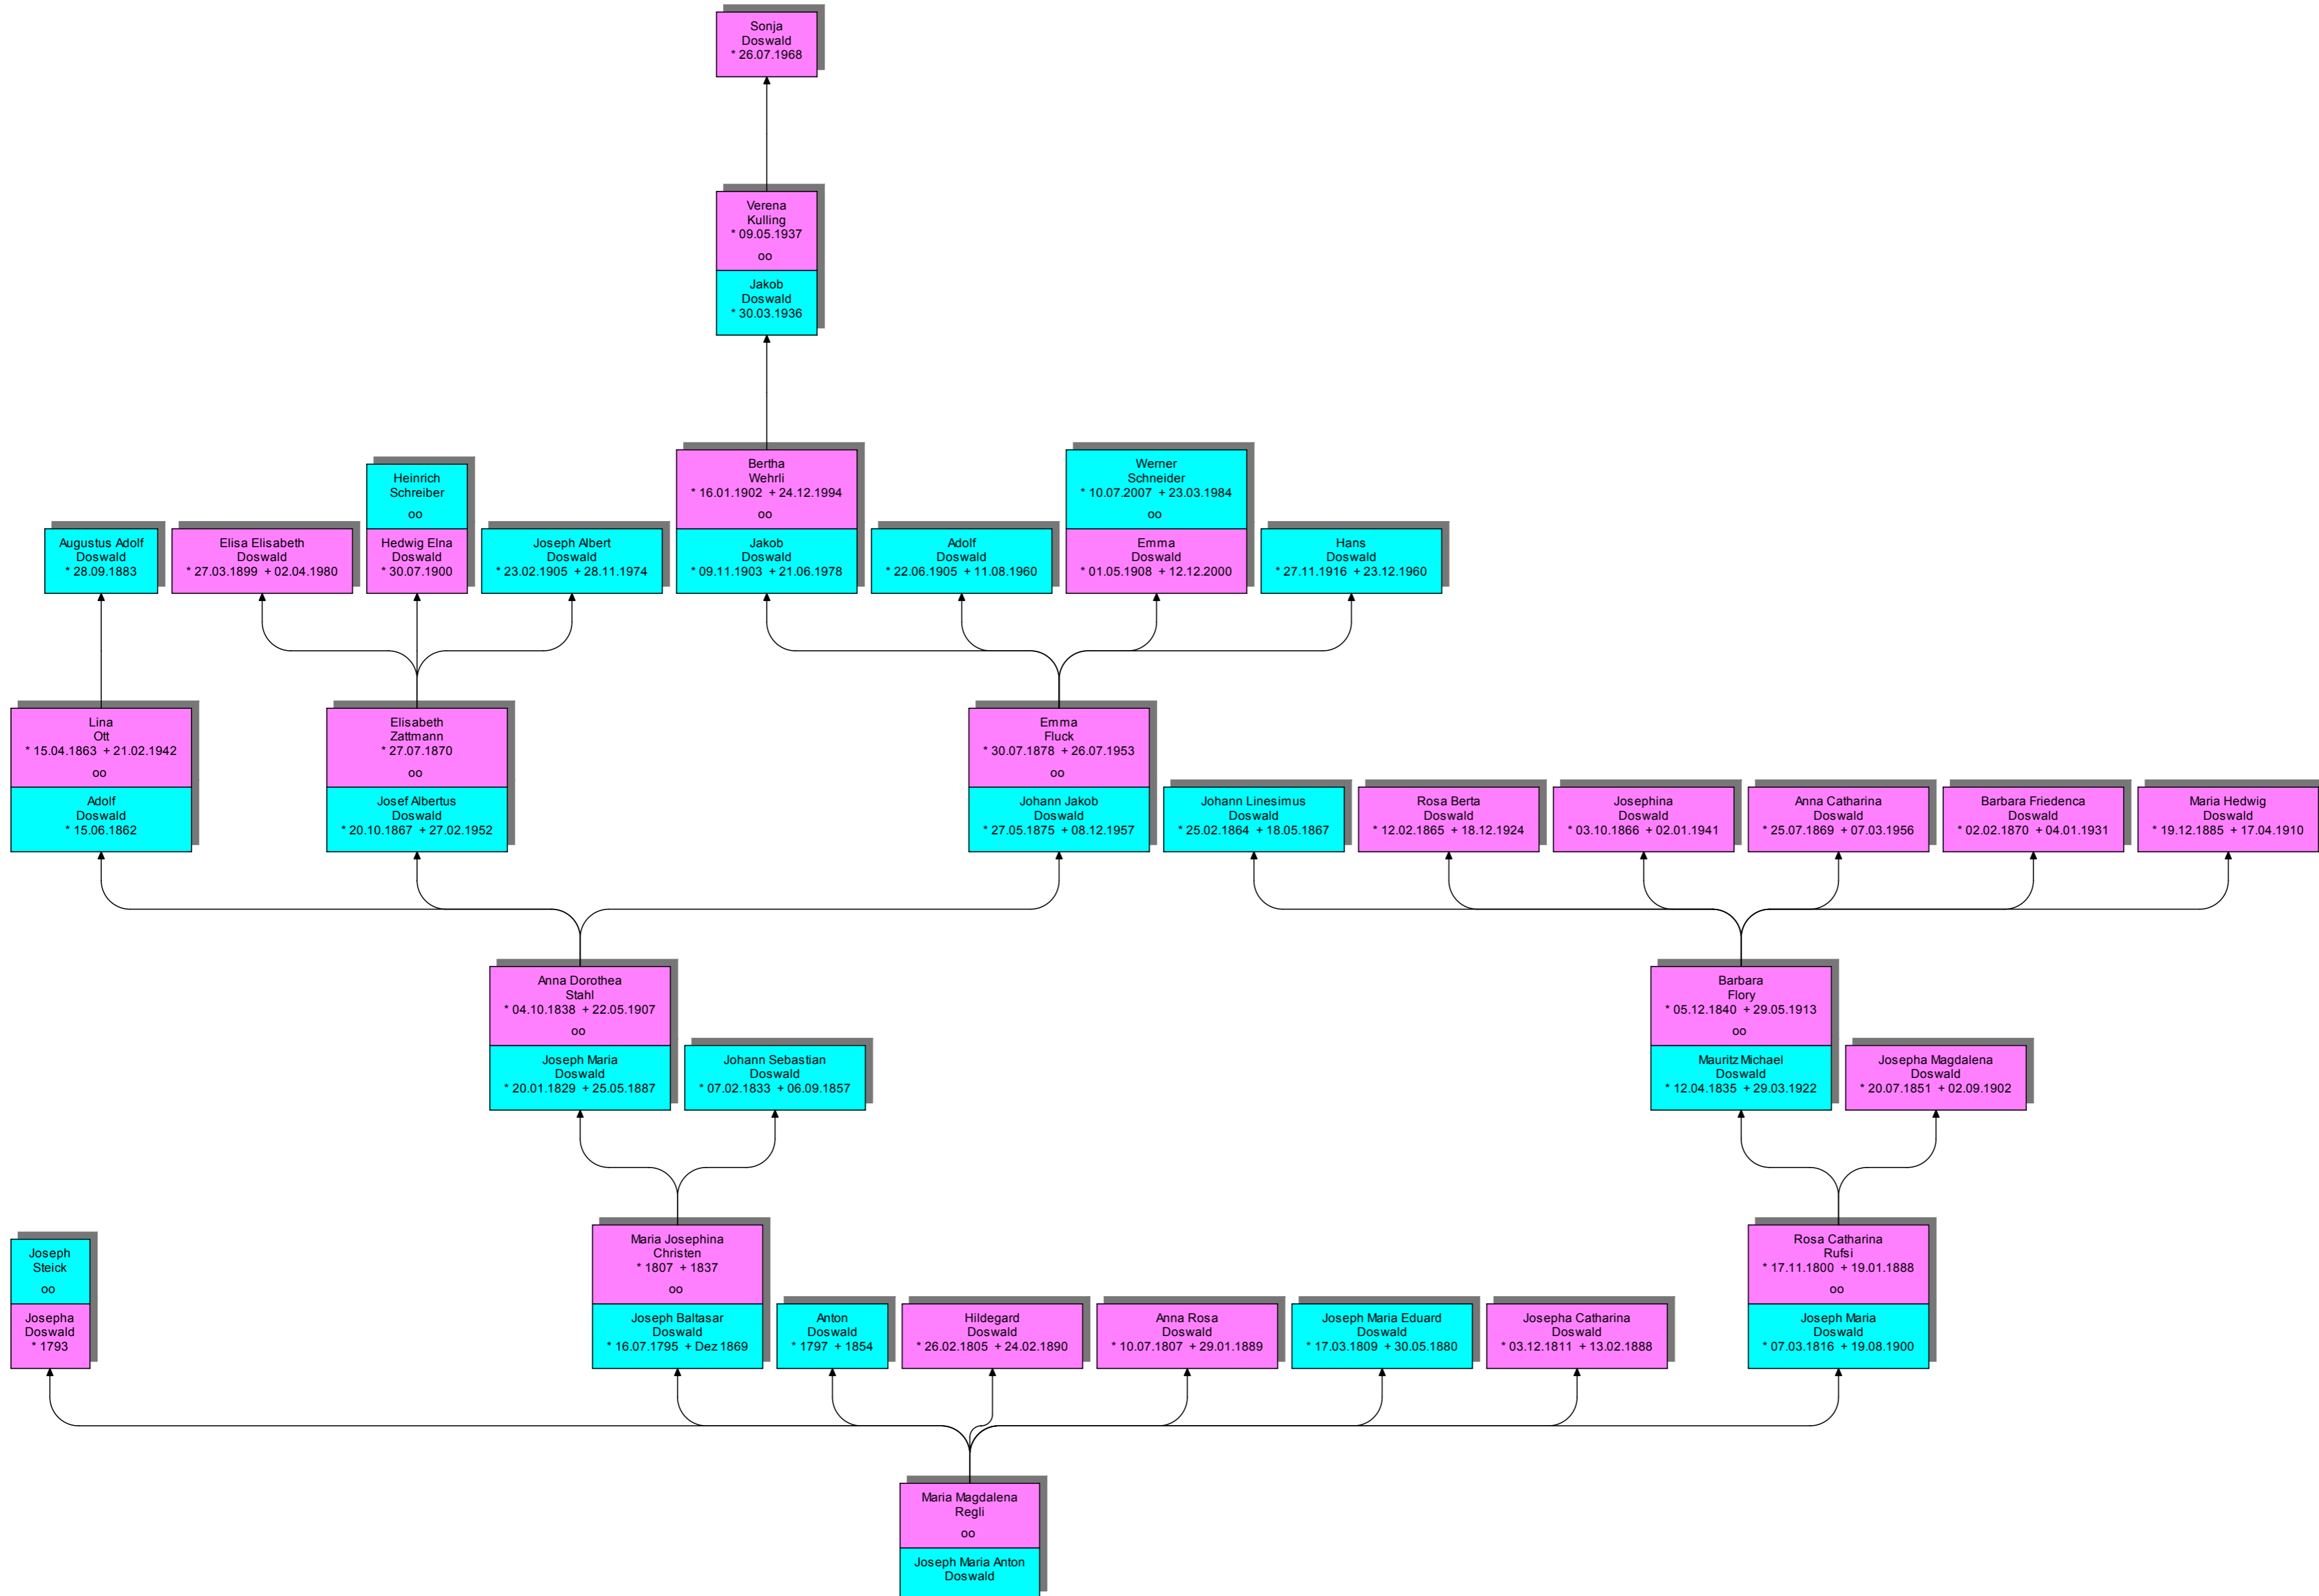 Sonja
Doswald
* 26.07.1968
Verena
Kulling
* 09.05.1937
oo
Jakob
Doswald
* 30.03.1936
Augustus Adolf
Doswald
* 28.09.1883
Elisa Elisabeth
Doswald
* 27.03.1899 + 02.04.1980
Heinrich
Schreiber
oo
Hedwig Elna
Doswald
* 30.07.1900
Joseph Albert
Doswald
* 23.02.1905 + 28.11.1974
Bertha
Wehrli
* 16.01.1902 + 24.12.1994
oo
Jakob
Doswald
* 09.11.1903 + 21.06.1978
Adolf
Doswald
* 22.06.1905 + 11.08.1960
Werner
Schneider
* 10.07.2007 + 23.03.1984
oo
Emma
Doswald
* 01.05.1908 + 12.12.2000
Hans
Doswald
* 27.11.1916 + 23.12.1960
Lina
Ott
* 15.04.1863 + 21.02.1942
oo
Adolf
Doswald
* 15.06.1862
Elisabeth
Zattmann
* 27.07.1870
oo
Josef Albertus
Doswald
* 20.10.1867 + 27.02.1952
Emma
Fluck
* 30.07.1878 + 26.07.1953
oo
Johann Jakob
Doswald
* 27.05.1875 + 08.12.1957
Johann Linesimus
Doswald
* 25.02.1864 + 18.05.1867
Rosa Berta
Doswald
* 12.02.1865 + 18.12.1924
Josephina
Doswald
* 03.10.1866 + 02.01.1941
Anna Catharina
Doswald
* 25.07.1869 + 07.03.1956
Barbara Friedenca
Doswald
* 02.02.1870 + 04.01.1931
Maria Hedwig
Doswald
* 19.12.1885 + 17.04.1910
Anna Dorothea
Stahl
* 04.10.1838 + 22.05.1907
oo
Joseph Maria
Doswald
* 20.01.1829 + 25.05.1887
Johann Sebastian
Doswald
* 07.02.1833 + 06.09.1857
Barbara
Flory
* 05.12.1840 + 29.05.1913
oo
Mauritz Michael
Doswald
* 12.04.1835 + 29.03.1922
Josepha Magdalena
Doswald
* 20.07.1851 + 02.09.1902
Joseph
Steick
oo
Josepha
Doswald
* 1793
Maria Josephina
Christen
* 1807 + 1837
oo
Joseph Baltasar
Doswald
* 16.07.1795 + Dez 1869
Anton
Doswald
* 1797 + 1854
Hildegard
Doswald
* 26.02.1805 + 24.02.1890
Anna Rosa
Doswald
* 10.07.1807 + 29.01.1889
Joseph Maria Eduard
Doswald
* 17.03.1809 + 30.05.1880
Josepha Catharina
Doswald
* 03.12.1811 + 13.02.1888
Rosa Catharina
Rufsi
* 17.11.1800 + 19.01.1888
oo
Joseph Maria
Doswald
* 07.03.1816 + 19.08.1900
Maria Magdalena
Regli
oo
Joseph Maria Anton
Doswald